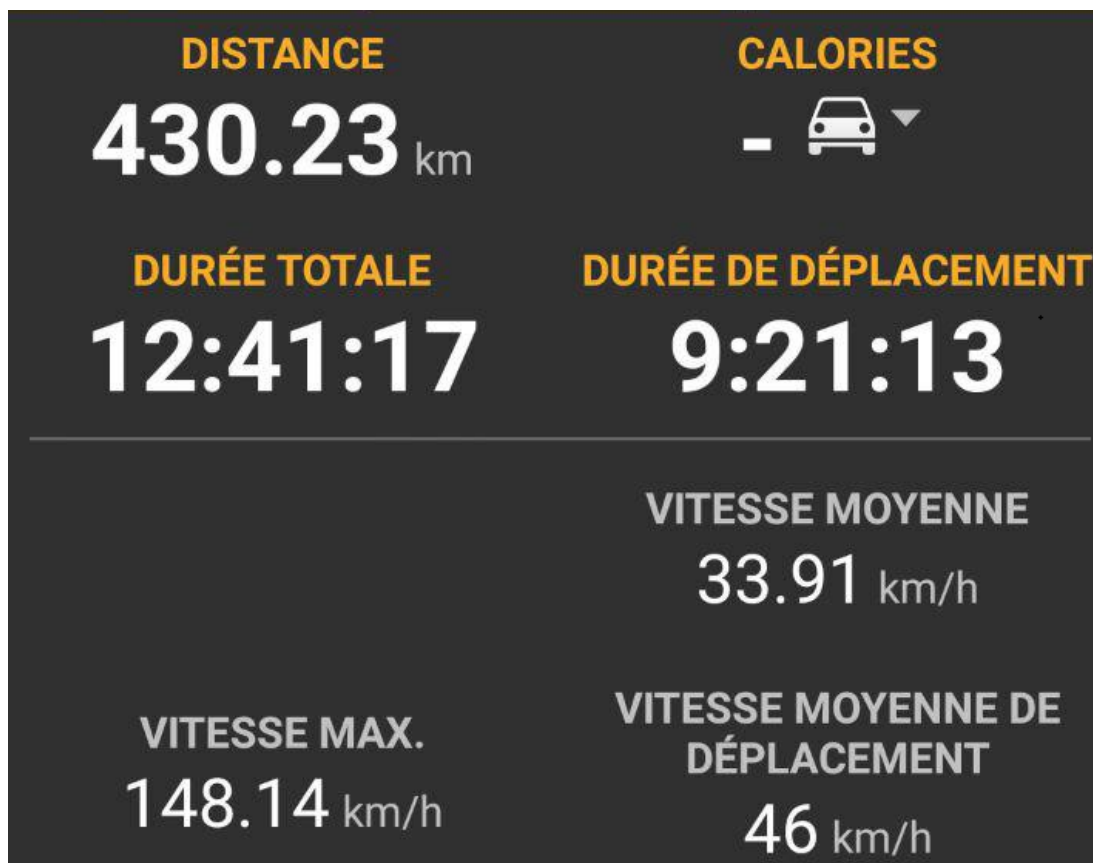 DISTANCE
CALORIES
430.23 km
-
DURÉE TOTALE
DURÉE DE DÉPLACEMENT
12:41:17
9:21:13
VITESSE MOYENNE
33.91 km/h
VITESSE MAX.
148.14 km/h
VITESSE MOYENNE DE
DÉPLACEMENT
46 km/h